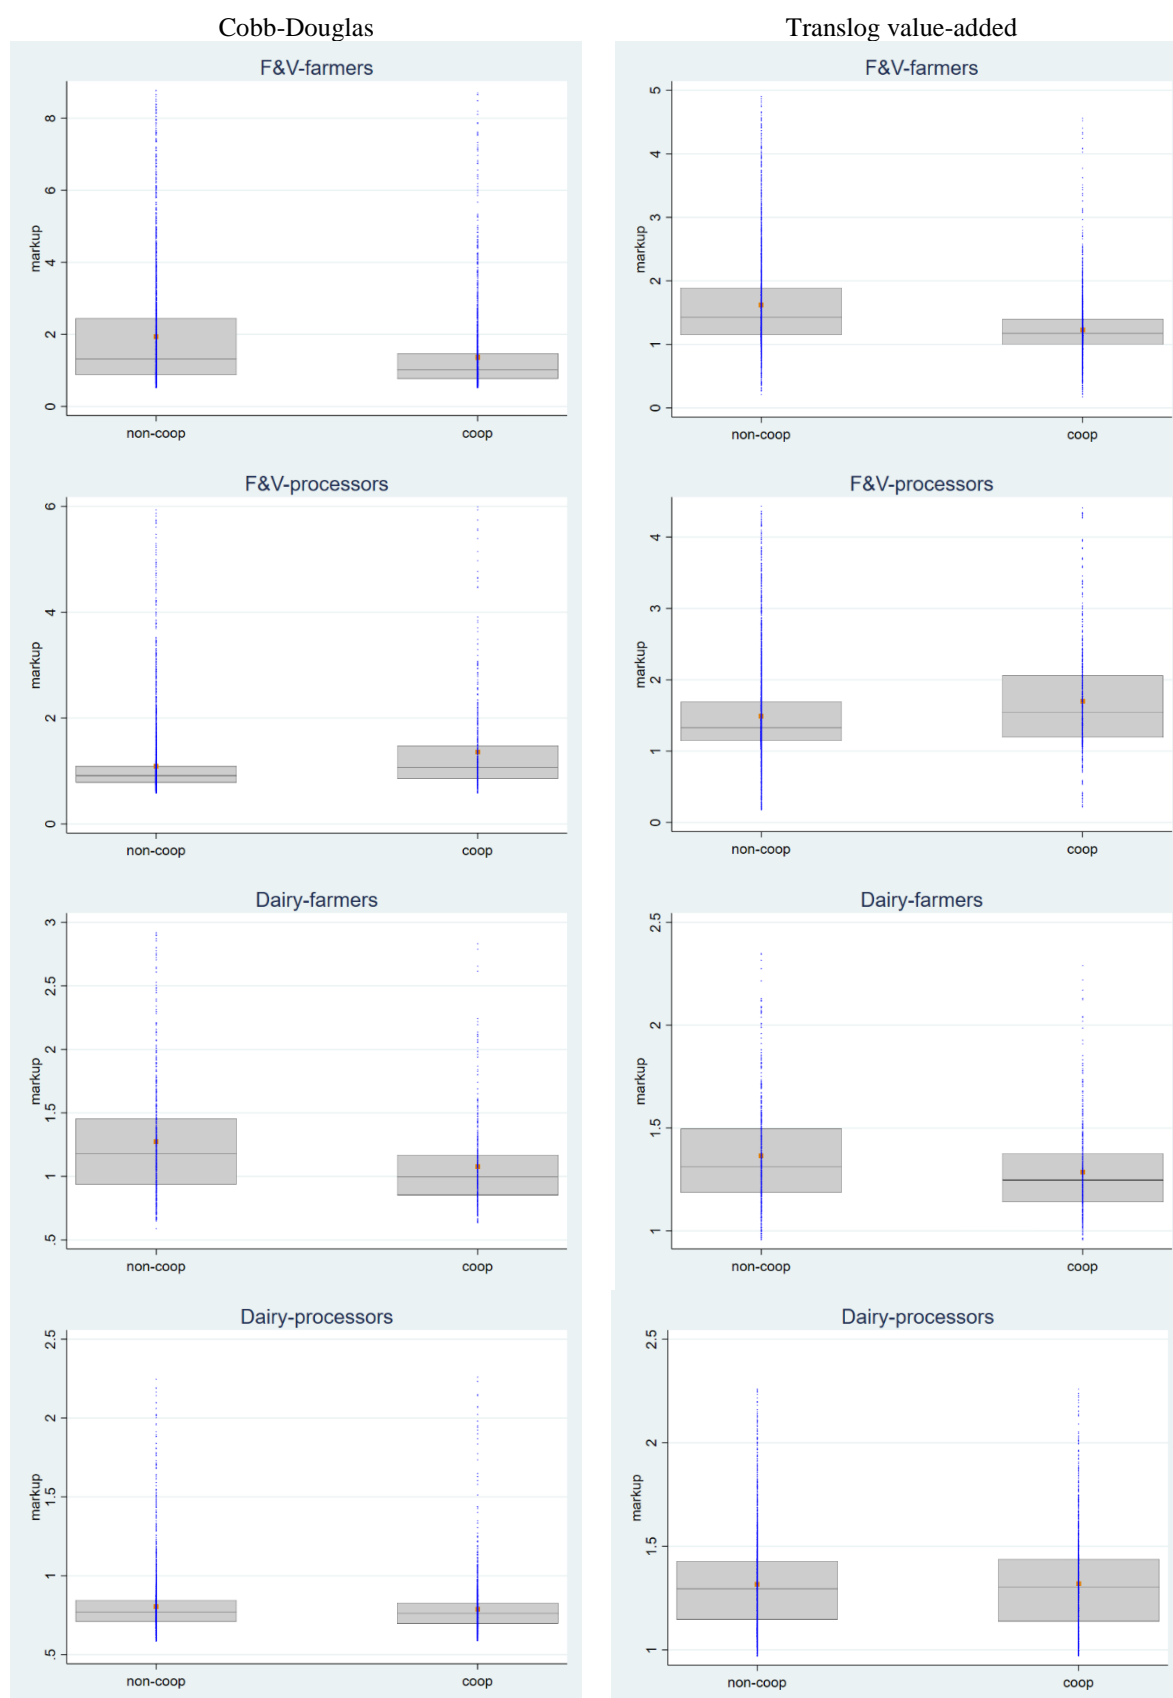 Cobb-Douglas
Translog value-added
F&V-farmers
markup
8
6
4
2
0
non-coop coop
F&V-farmers
markup
5
4
3
2
1
0
non-coop coop
F&V-processors
markup
6
4
2
0
non-coop coop
F&V-processors
markup
4
3
2
1
0
non-coop coop
Dairy-farmers
markup
3
2.5
2
1.5
1
.5
non-coop coop
Dairy-farmers
markup
2.5
2
1.5
1
non-coop coop
Dairy-processors
markup
2.5
2
1.5
1
.5
non-coop coop
Dairy-processors
markup
2.5
2
1.5
1
non-coop coop